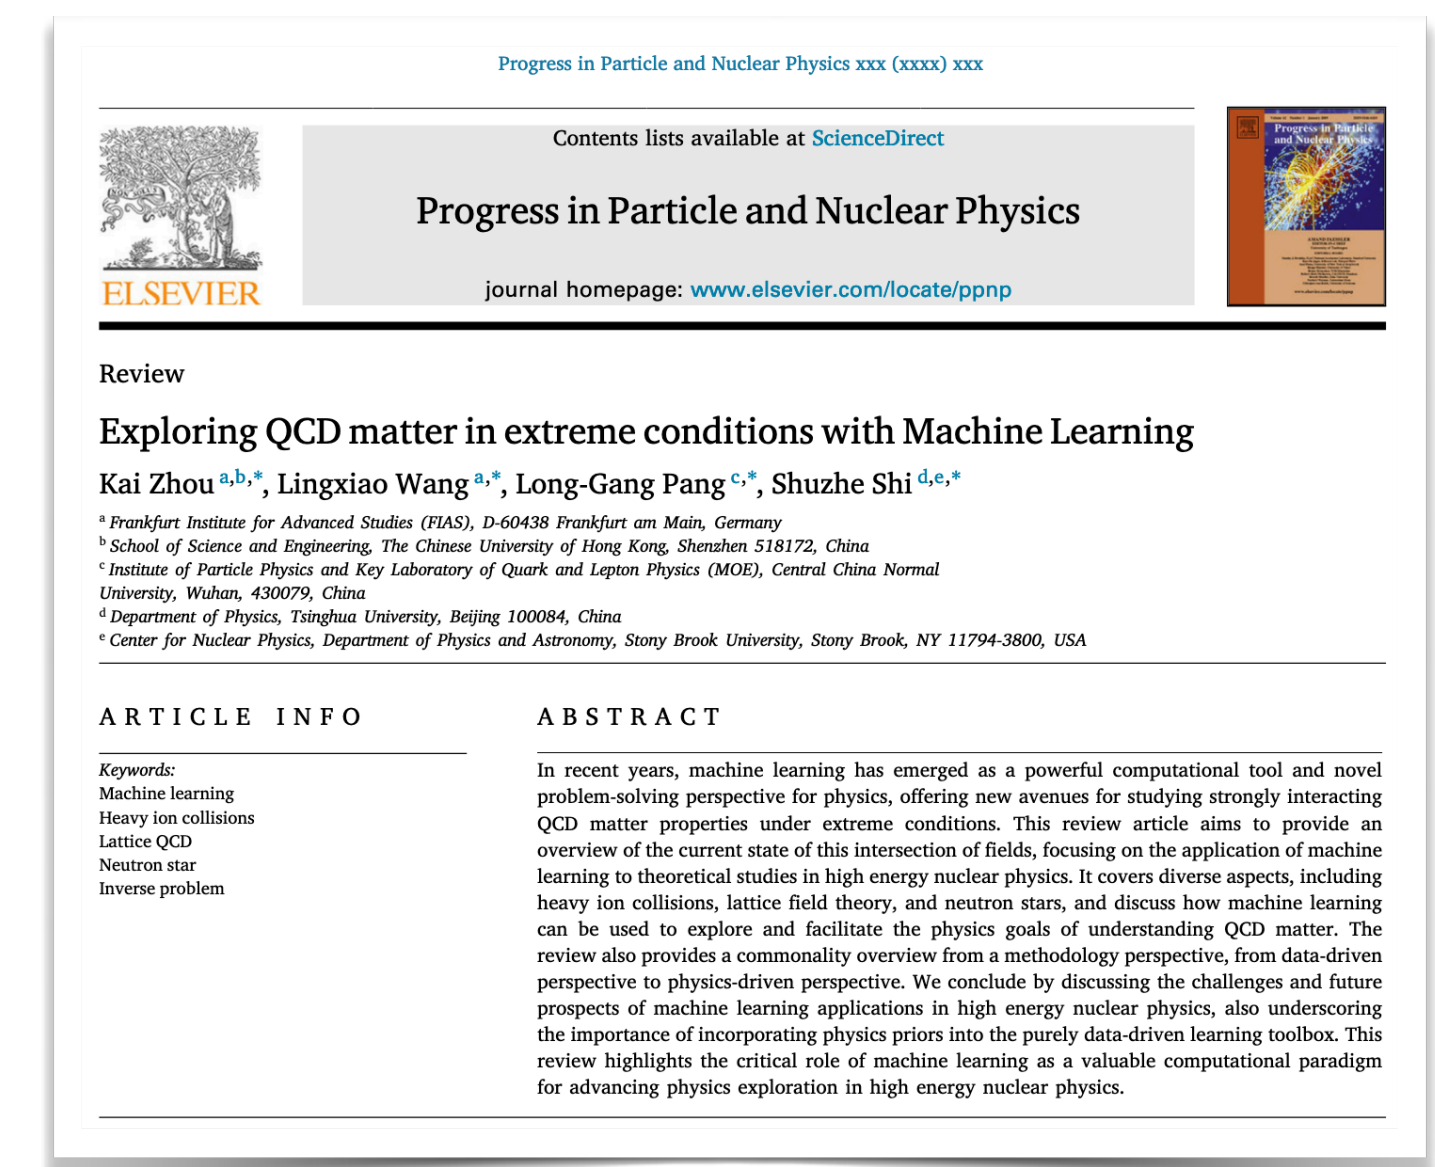 Progress in Particle and Nuclear Physics xxx (xxxx) xxx
Contents lists available at ScienceDirect
Progress in Particle and Nuclear Physics
journal homepage: www.elsevier.com/locate/ppnp
ELSEVIER
Progress in Particle
and Nuclear Physics
Review
Exploring QCD matter in extreme conditions with Machine Learning
Kai Zhou a,b,*, Lingxiao Wang a,*, Long-Gang Pang c,*, Shuzhe Shi d,e,*
a Frankfurt Institute for Advanced Studies (FIAS), D-60438 Frankfurt am Main, Germany
b School of Science and Engineering, The Chinese University of Hong Kong, Shenzhen 518172, China
c Institute of Particle Physics and Key Laboratory of Quark and Lepton Physics (MOE), Central China Normal
University, Wuhan, 430079, China
d Department of Physics, Tsinghua University, Beijing 100084, China
e Center for Nuclear Physics, Department of Physics and Astronomy, Stony Brook University, Stony Brook, NY 11794-3800, USA
ARTICLE INFO
Keywords:
Machine learning
Heavy ion collisions
Lattice QCD
Neutron star
Inverse problem
ABSTRACT
In recent years, machine learning has emerged as a powerful computational tool and novel
problem-solving perspective for physics, offering new avenues for studying strongly interacting
QCD matter properties under extreme conditions. This review article aims to provide an
overview of the current state of this intersection of fields, focusing on the application of machine
learning to theoretical studies in high energy nuclear physics. It covers diverse aspects, including
heavy ion collisions, lattice field theory, and neutron stars, and discuss how machine learning
can be used to explore and facilitate the physics goals of understanding QCD matter. The
review also provides a commonality overview from a methodology perspective, from data-driven
perspective to physics-driven perspective. We conclude by discussing the challenges and future
prospects of machine learning applications in high energy nuclear physics, also underscoring
the importance of incorporating physics priors into the purely data-driven learning toolbox. This
review highlights the critical role of machine learning as a valuable computational paradigm
for advancing physics exploration in high energy nuclear physics.